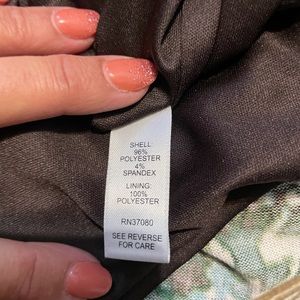 SHELL
96%
POLYESTER
4%
SPANDEX
LINING:
100%
POLYESTER
RN37080
SEE REVERSE
FOR CARE